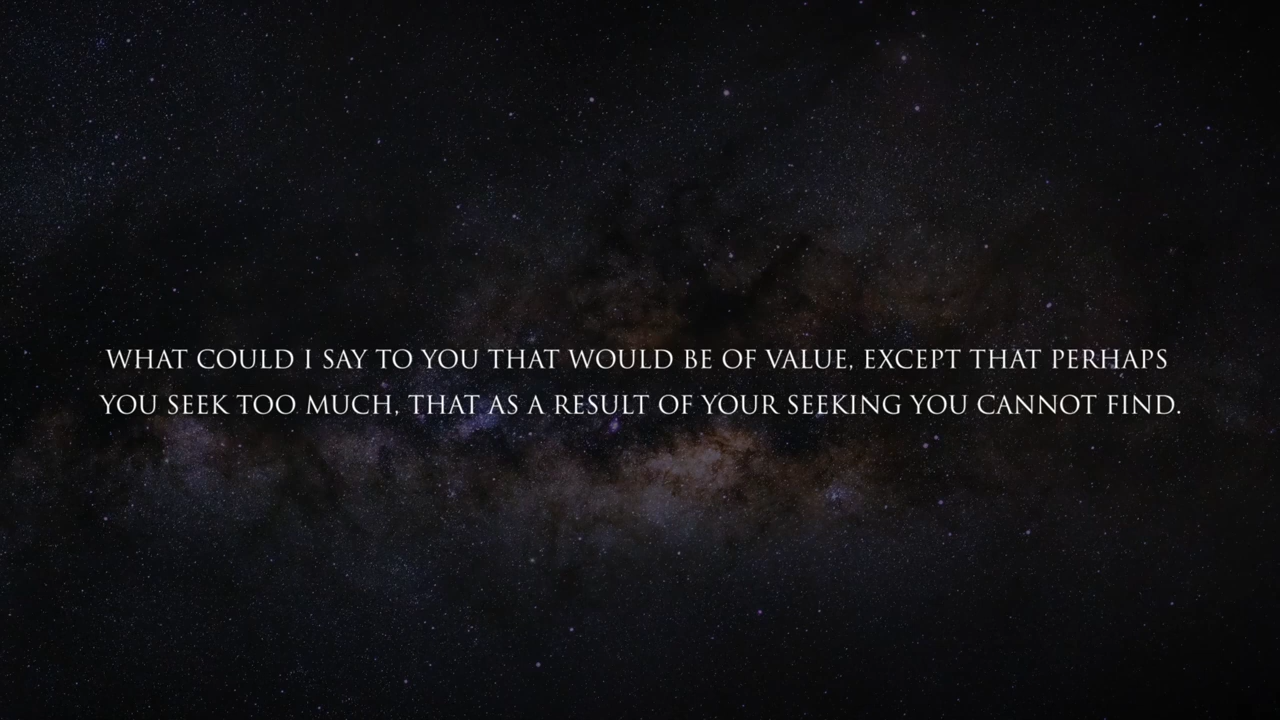 WHAT COULD I SAY TO YOU THAT WOULD BE OF VALUE, EXCEPT THAT PERHAPS
YOU SEEK TOO MUCH, THAT AS A RESULT OF YOUR SEEKING YOU CANNOT FIND.